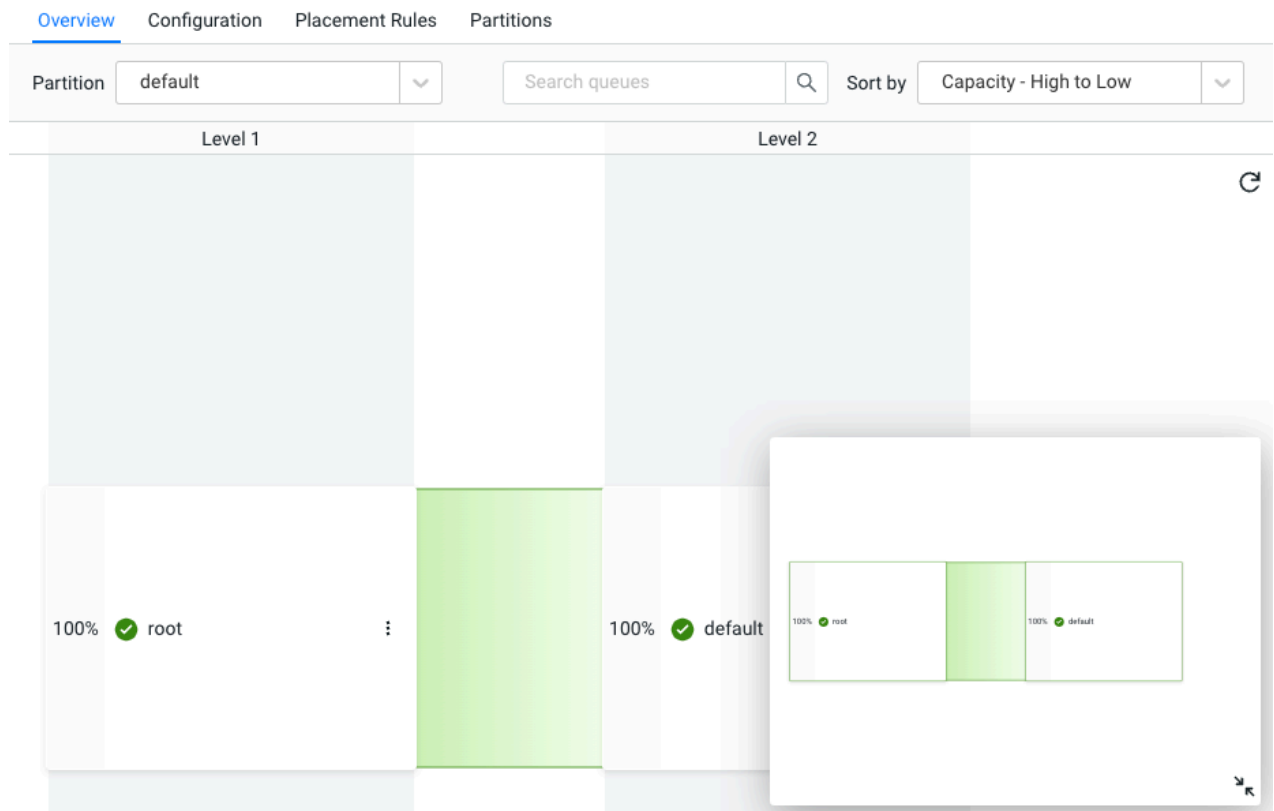 Overview Configuration Placement Rules Partitions
Partition default Search queues Sort by Capacity - High to Low
Level 1 Level 2
100% root 100% default
100% root 100% default